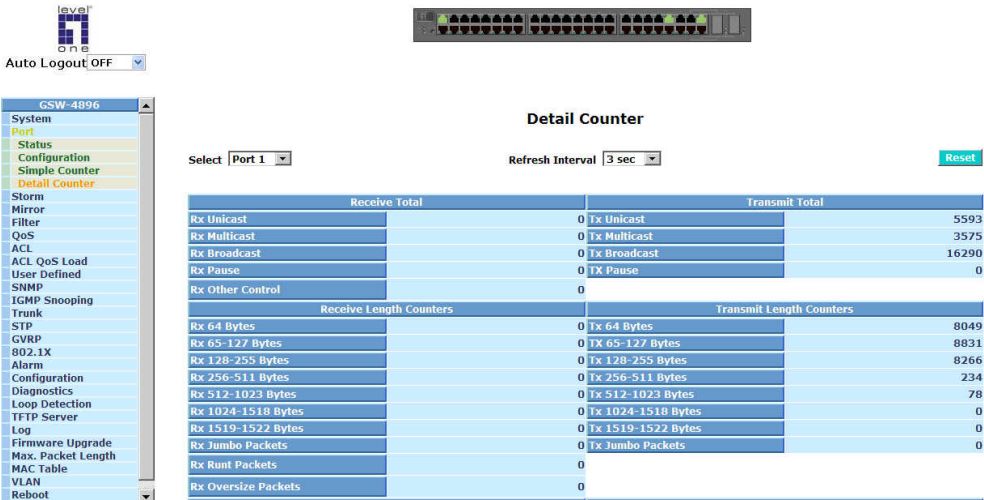 level
one
Auto Logout OFF
GSW-4896
System
Port
Status
Configuration
Simple Counter
Detail Counter
Storm
Mirror
Filter
QoS
ACL
ACL QoS Load
User Defined
SNMP
IGMP Snooping
Trunk
STP
GVRP
802.1X
Alarm
Configuration
Diagnostics
Loop Detection
TFTP Server
Log
Firmware Upgrade
Max. Packet Length
MAC Table
VLAN
Reboot
Detail Counter
Select Port 1 Refresh Interval 3 sec Reset
Receive Total Transmit Total
Rx Unicast 0 Tx Unicast 5593
Rx Multicast 0 Tx Multicast 3575
Rx Broadcast 0 Tx Broadcast 16290
Rx Pause 0 TX Pause 0
Rx Other Control 0
Receive Length Counters Transmit Length Counters
Rx 64 Bytes 0 Tx 64 Bytes 8049
Rx 65-127 Bytes 0 TX 65-127 Bytes 8831
Rx 128-255 Bytes 0 Tx 128-255 Bytes 8266
Rx 256-511 Bytes 0 Tx 256-511 Bytes 234
Rx 512-1023 Bytes 0 Tx 512-1023 Bytes 78
Rx 1024-1518 Bytes 0 Tx 1024-1518 Bytes 0
Rx 1519-1522 Bytes 0 Tx 1519-1522 Bytes 0
Rx Jumbo Packets 0 Tx Jumbo Packets 0
Rx Runt Packets 0
Rx Oversize Packets 0